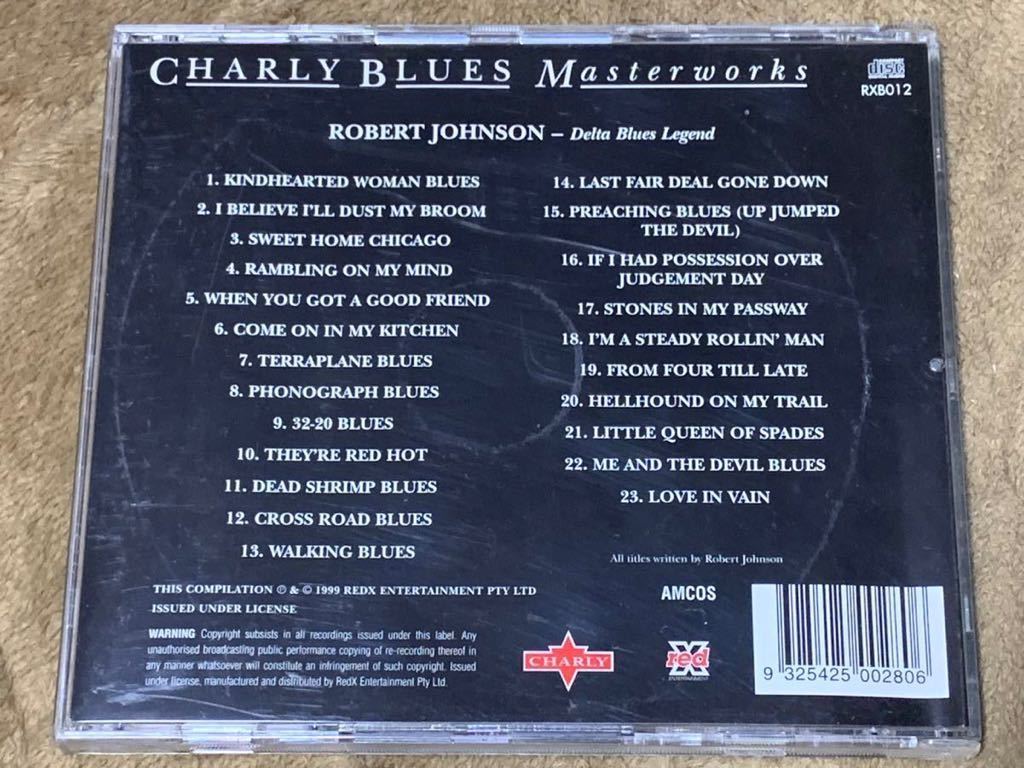 CHARLY BLUES Masterworks
COMPACT
disc
DIGITAL AUDIO
RXB012
ROBERT JOHNSON – Delta Blues Legend
1. KINDHEARTED WOMAN BLUES
2. I BELIEVE I'LL DUST MY BROOM
3. SWEET HOME CHICAGO
4. RAMBLING ON MY MIND
5. WHEN YOU GOT A GOOD FRIEND
6. COME ON IN MY KITCHEN
7. TERRAPLANE BLUES
8. PHONOGRAPH BLUES
9. 32-20 BLUES
10. THEY'RE RED HOT
11. DEAD SHRIMP BLUES
12. CROSS ROAD BLUES
13. WALKING BLUES
14. LAST FAIR DEAL GONE DOWN
15. PREACHING BLUES (UP JUMPED
THE DEVIL)
16. IF I HAD POSSESSION OVER
JUDGEMENT DAY
17. STONES IN MY PASSWAY
18. I'M A STEADY ROLLIN' MAN
19. FROM FOUR TILL LATE
20. HELLHOUND ON MY TRAIL
21. LITTLE QUEEN OF SPADES
22. ME AND THE DEVIL BLUES
23. LOVE IN VAIN
All titles written by Robert Johnson
THIS COMPILATION ℗ & © 1999 REDX ENTERTAINMENT PTY LTD
ISSUED UNDER LICENSE
WARNING Copyright subsists in all recordings issued under this label. Any
unauthorised broadcasting public performance copying of re-recording thereof in
any manner whatsoever will constitute an infringement of such copyright. Issued
under license, manufactured and distributed by RedX Entertainment Pty Ltd.
CHARLY
AMCOS
red X
ENTERTAINMENT
9 325425 002806